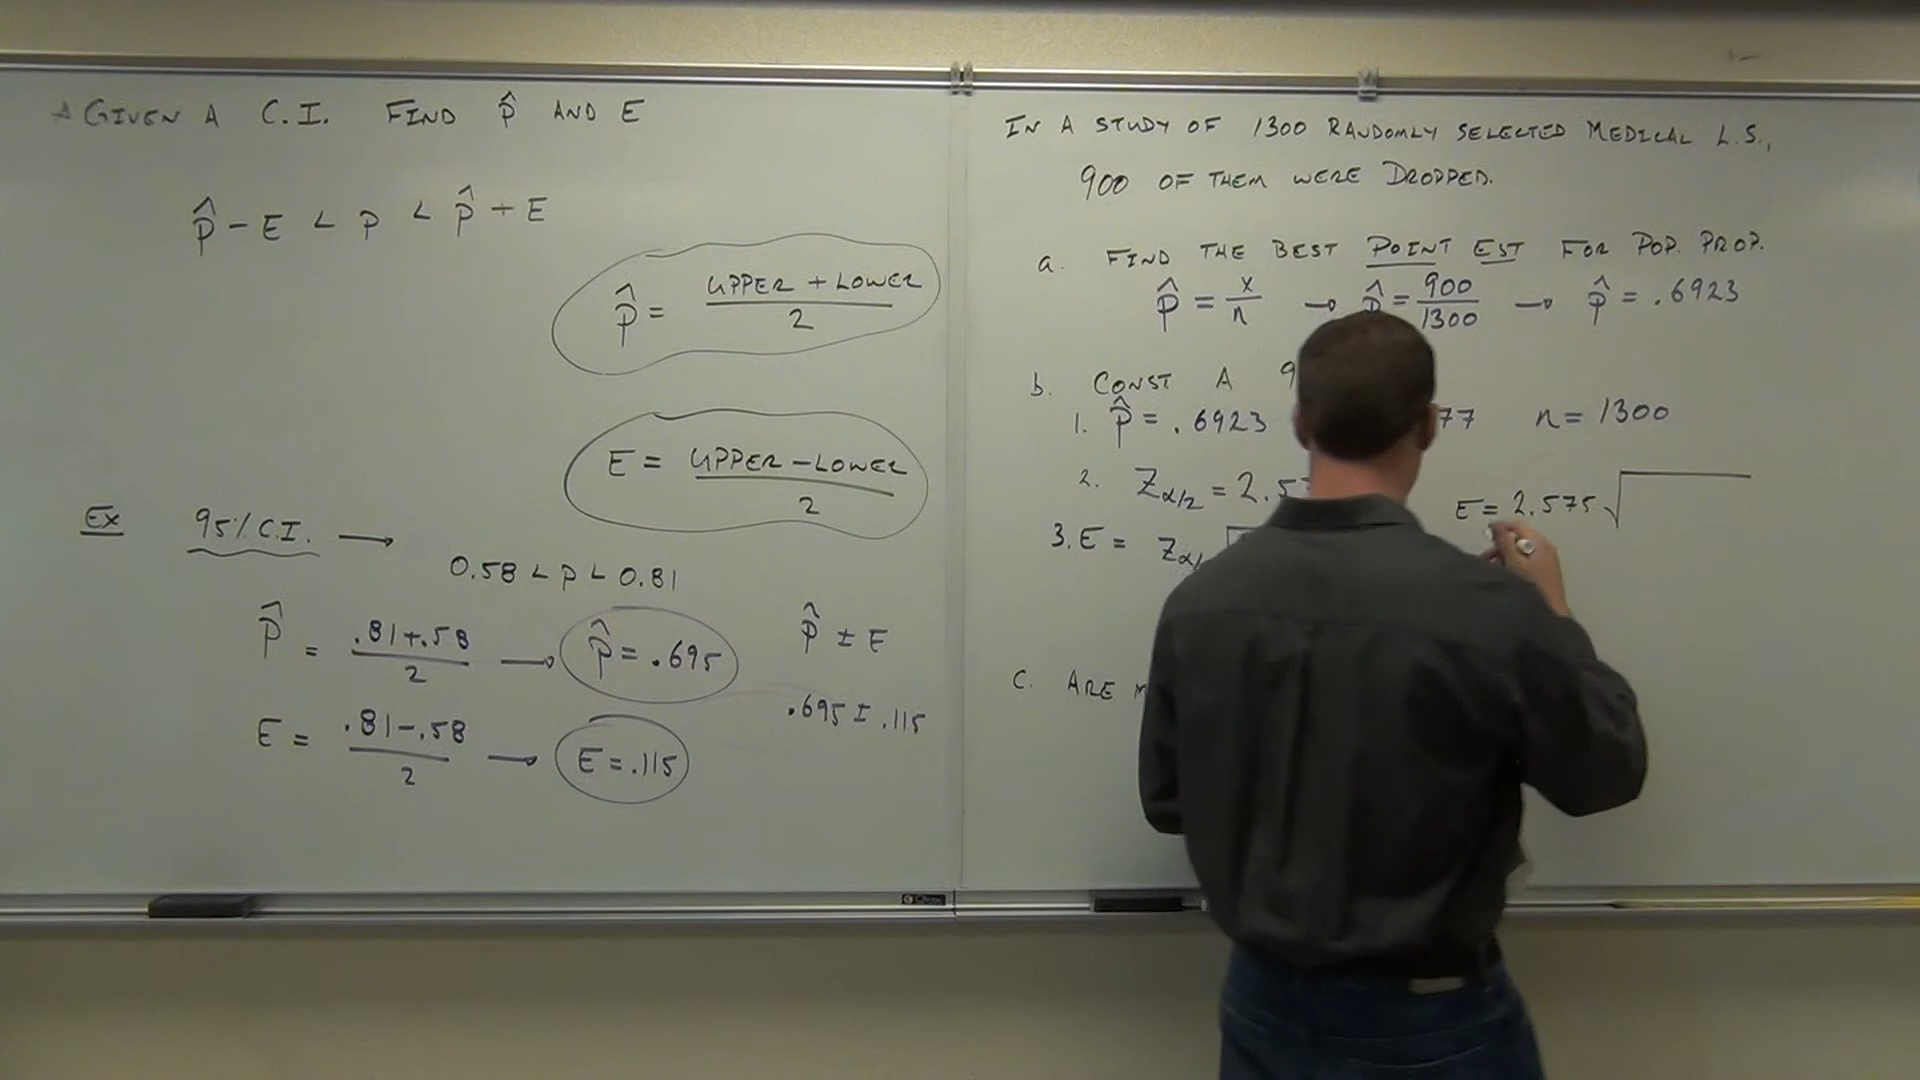 GIVEN A C.I. FIND p̂ AND E
p̂ - E < p < p̂ + E
p̂ = UPPER + LOWER / 2
E = UPPER - LOWER / 2
Ex 95% C.I. →
0.58 < p < 0.81
p̂ = .81+.58 / 2 → p̂ = .695
p̂ ± E
E = .81-.58 / 2 → E = .115
.695 ± .115
IN A STUDY OF 1300 RANDOMLY SELECTED MEDICAL L.S.,
900 OF THEM WERE DROPPED.
a. FIND THE BEST POINT EST FOR POP. PROP.
p̂ = x / n → p̂ = 900 / 1300 → p̂ = .6923
b. CONST A 9
1. p̂ = .6923 77 n = 1300
2. Zα/2 = 2.57
E = 2.575 √
3. E = Zα/
C. ARE